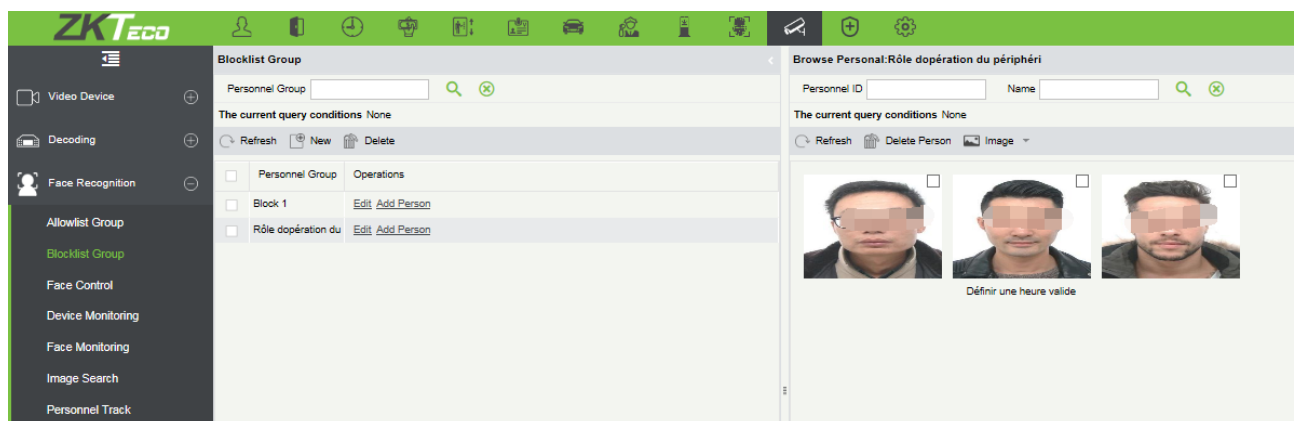 ZKTeco
Blocklist Group
Browse Personal:Rôle dopération du périphéri
Video Device
Personnel Group
Personnel ID
Name
The current query conditions None
The current query conditions None
Decoding
Refresh New Delete
Refresh Delete Person Image
Face Recognition
Personnel Group Operations
Block 1 Edit Add Person
Rôle dopération du Edit Add Person
Allowlist Group
Blocklist Group
Face Control
Device Monitoring
Face Monitoring
Image Search
Personnel Track
Définir une heure valide